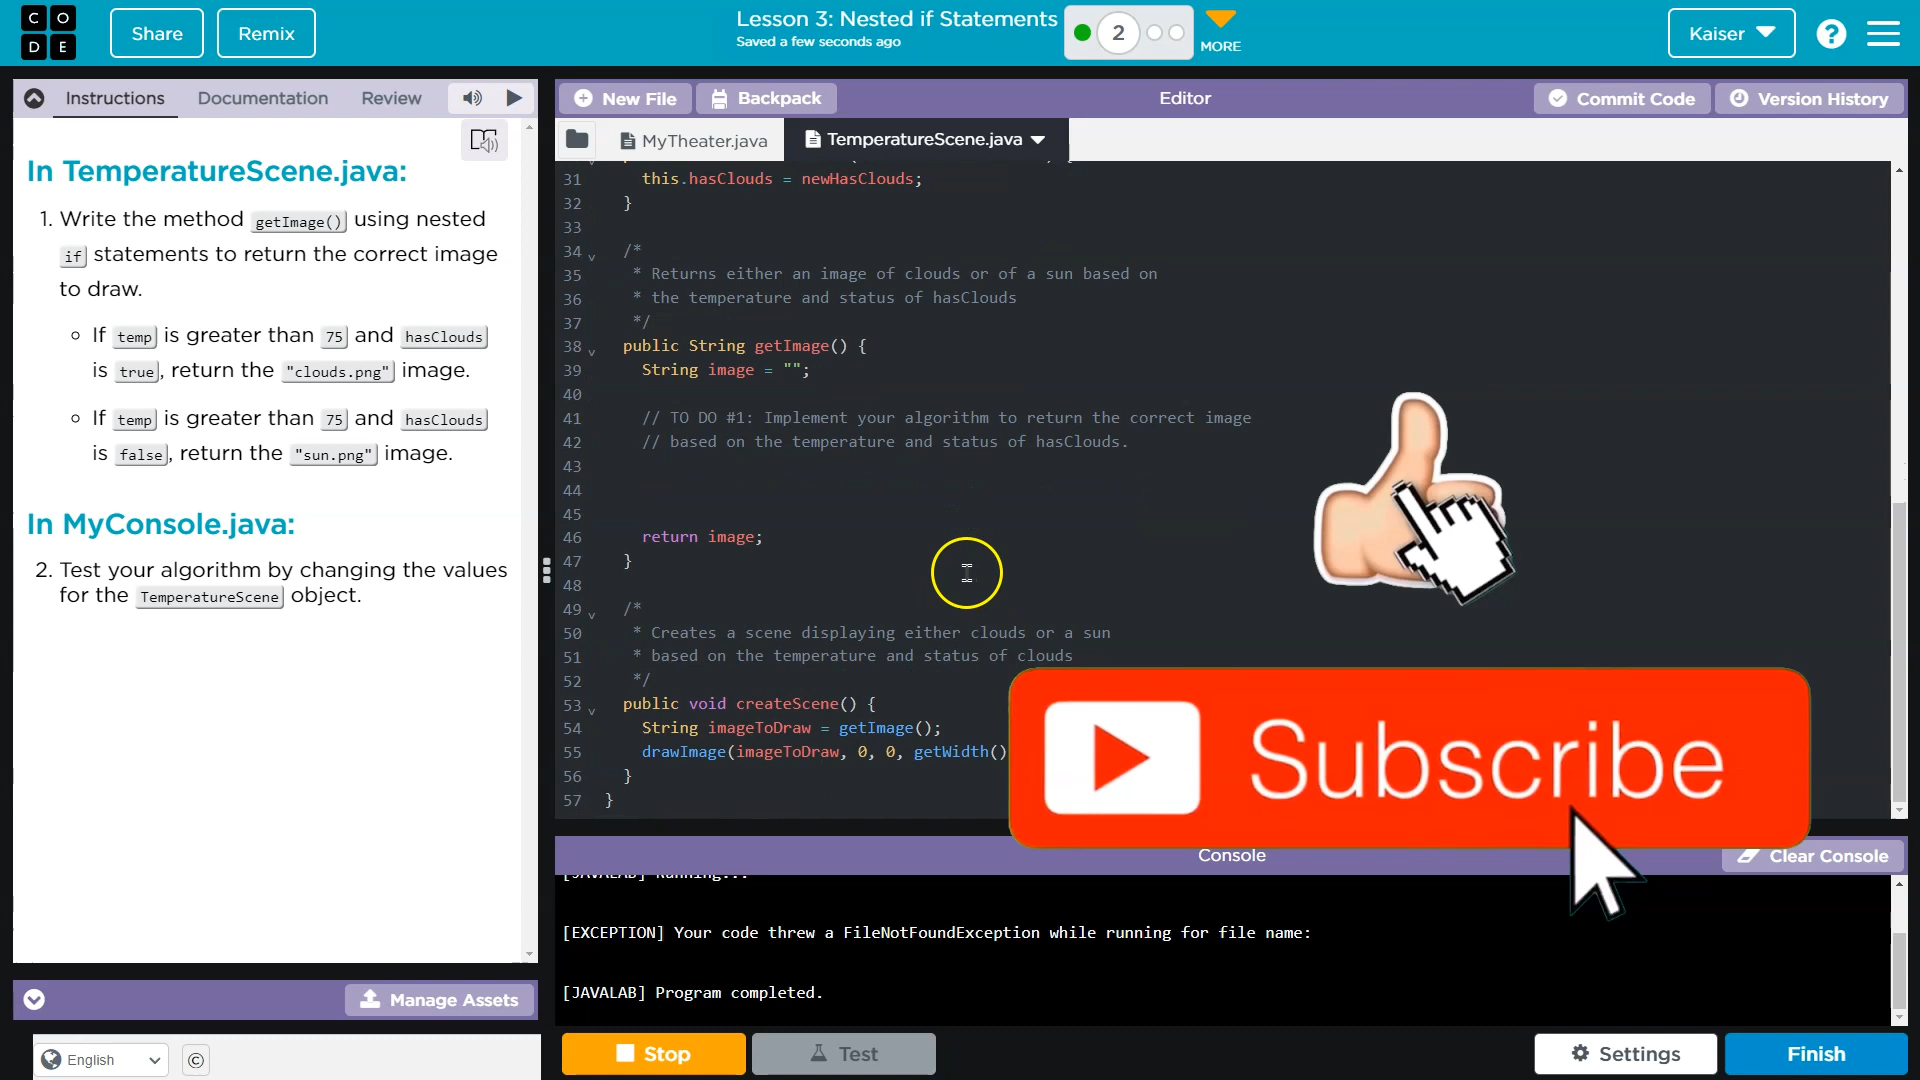 CO
DE
Share
Remix
Lesson 3: Nested if Statements
Saved a few seconds ago
2
MORE
Kaiser
?
Instructions
Documentation
Review
New File
Backpack
Editor
Commit Code
Version History
MyTheater.java
TemperatureScene.java
In TemperatureScene.java:
1. Write the method getImage() using nested
if statements to return the correct image
to draw.
If temp is greater than 75 and hasClouds
is true, return the "clouds.png" image.
If temp is greater than 75 and hasClouds
is false, return the "sun.png" image.
In MyConsole.java:
2. Test your algorithm by changing the values
for the TemperatureScene object.
31 this.hasClouds = newHasClouds;
32 }
33
34 /*
35 * Returns either an image of clouds or of a sun based on
36 * the temperature and status of hasClouds
37 */
38 public String getImage() {
39 String image = "";
40
41 // TO DO #1: Implement your algorithm to return the correct image
42 // based on the temperature and status of hasClouds.
43
44
45
46 return image;
47 }
48
49 /*
50 * Creates a scene displaying either clouds or a sun
51 * based on the temperature and status of clouds
52 */
53 public void createScene() {
54 String imageToDraw = getImage();
55 drawImage(imageToDraw, 0, 0, getWidth()
56 }
57 }
Subscribe
Console
Clear Console
[JAVALAB] Running...
[EXCEPTION] Your code threw a FileNotFoundException while running for file name:
[JAVALAB] Program completed.
Manage Assets
English
©
Stop
Test
Settings
Finish